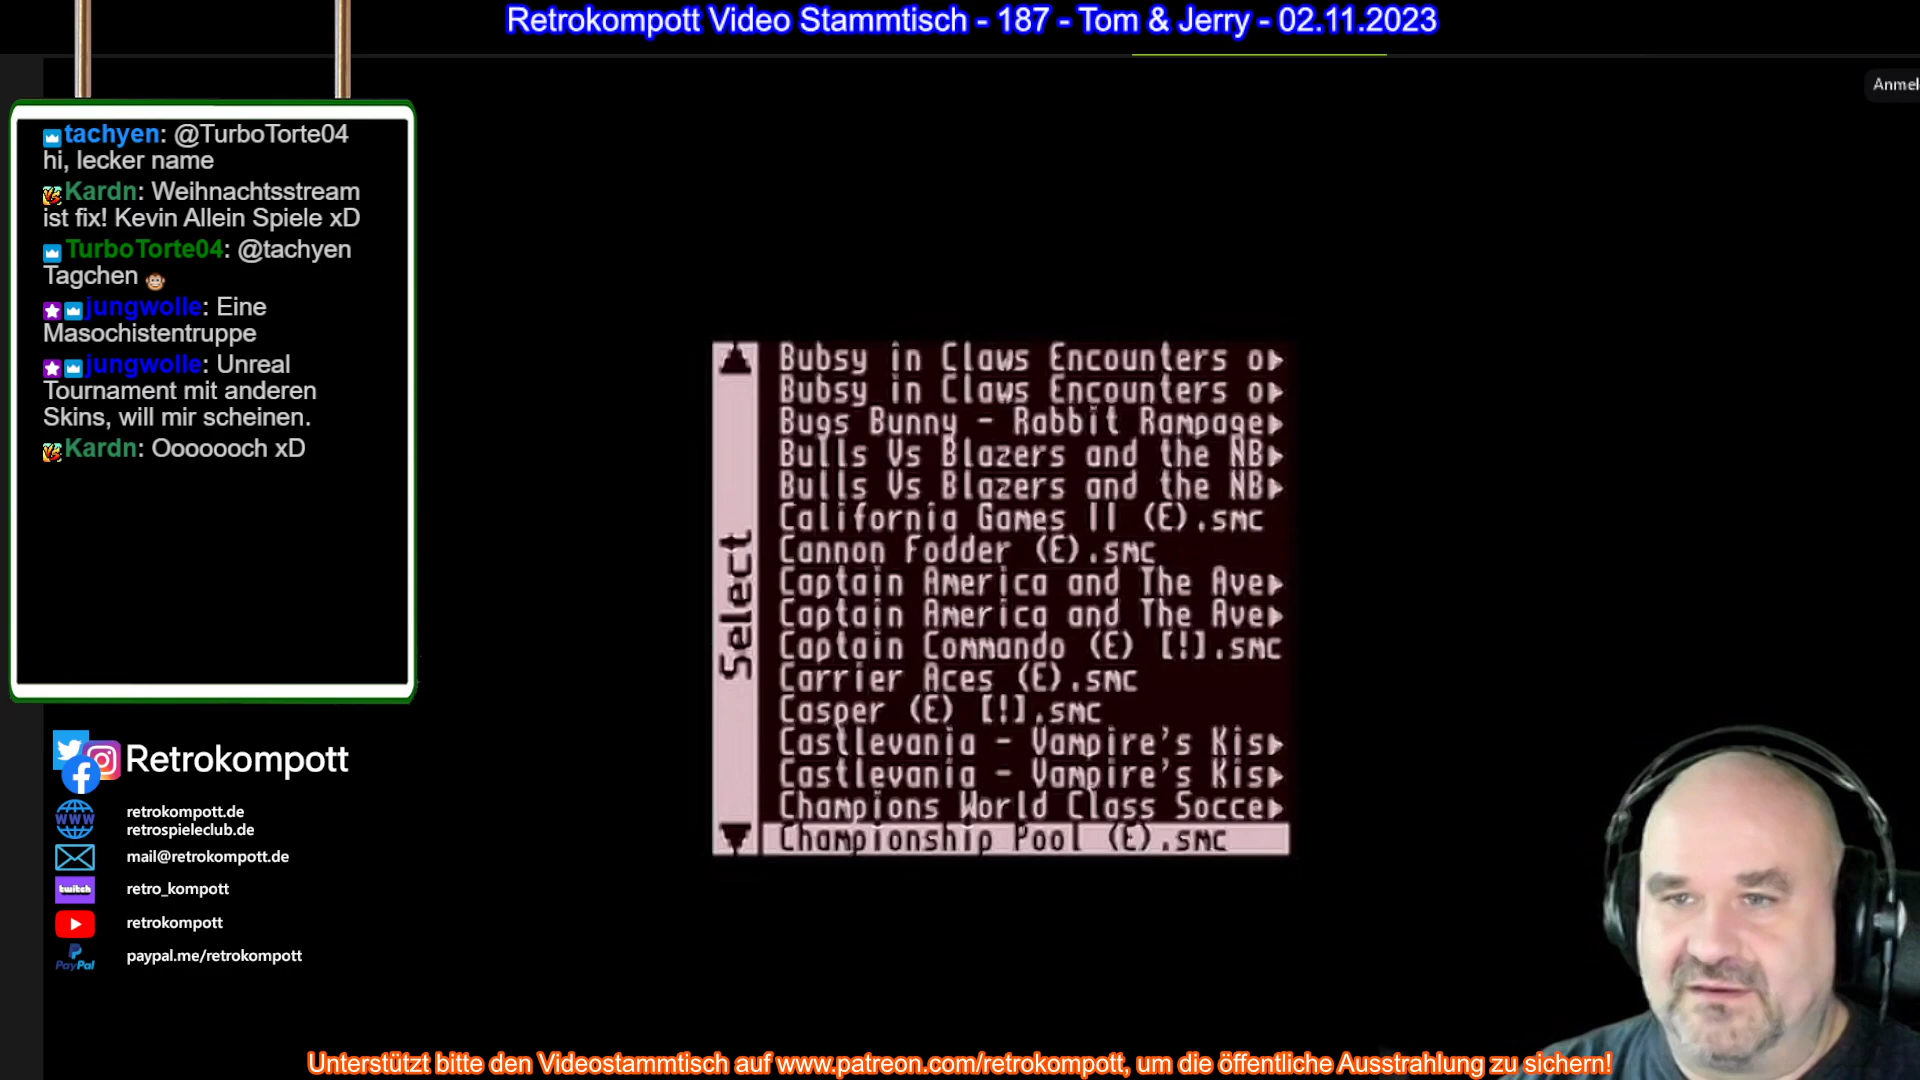 Retrokompott Video Stammtisch - 187 - Tom & Jerry - 02.11.2023
Anmel
tachyen: @TurboTorte04
hi, lecker name
Kardn: Weihnachtsstream
ist fix! Kevin Allein Spiele xD
TurboTorte04: @tachyen
Tagchen
jungwolle: Eine
Masochistentruppe
jungwolle: Unreal
Tournament mit anderen
Skins, will mir scheinen.
Kardn: Ooooooch xD
Select
Bubsy in Claws Encounters o
Bubsy in Claws Encounters o
Bugs Bunny - Rabbit Rampage
Bulls Vs Blazers and the NB
Bulls Vs Blazers and the NB
California Games II (E).smc
Cannon Fodder (E).smc
Captain America and The Ave
Captain America and The Ave
Captain Commando (E) [!].smc
Carrier Aces (E).smc
Casper (E) [!].smc
Castlevania - Vampire's Kis
Castlevania - Vampire's Kis
Champions World Class Socce
Championship Pool (E).smc
Retrokompott
www
retrokompott.de
retrospieleclub.de
mail@retrokompott.de
twitch
retro_kompott
retrokompott
PayPal
paypal.me/retrokompott
Unterstützt bitte den Videostammtisch auf www.patreon.com/retrokompott, um die öffentliche Ausstrahlung zu sichern!